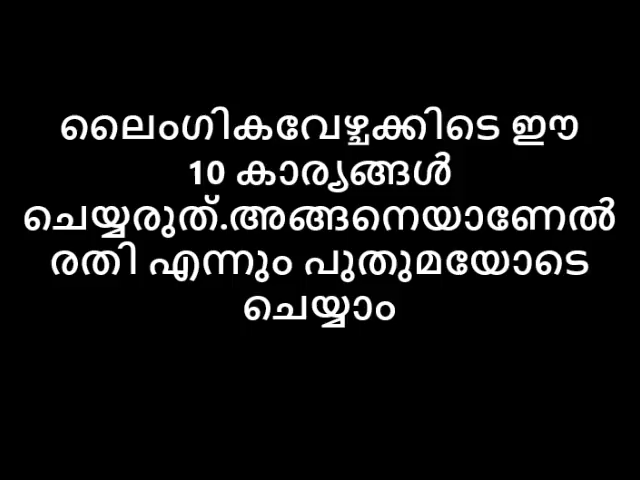 ലൈംഗികവേഴ്ചക്കിടെ ഈ
10 കാര്യങ്ങൾ
ചെയ്യരുത്.അങ്ങനെയാണേൽ
രതി എന്നും പുതുമയോടെ
ചെയ്യാം